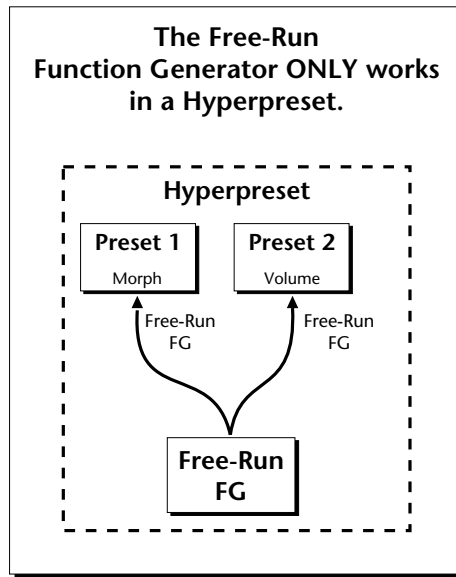 The Free-Run
Function Generator ONLY works
in a Hyperpreset.
Hyperpreset
Preset 1
Morph
Preset 2
Volume
Free-Run
FG
Free-Run
FG
Free-Run
FG